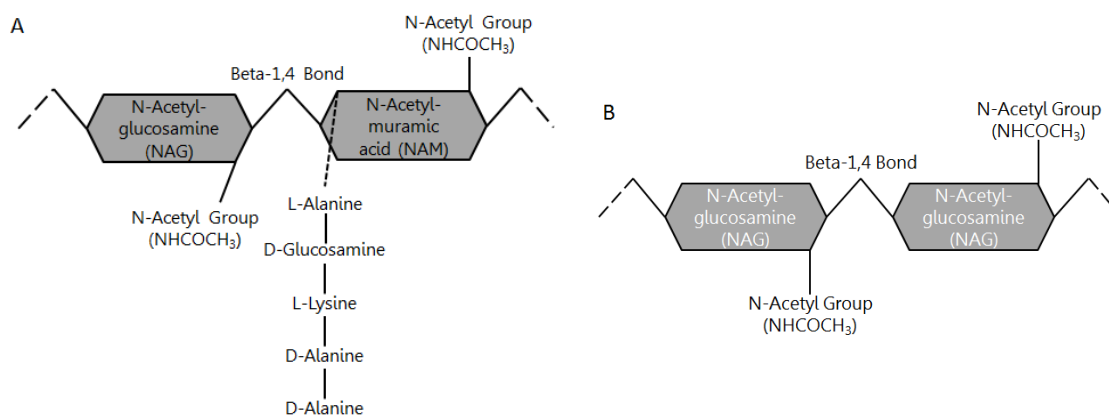 A
N-Acetyl Group
(NHCOCH3)
Beta-1,4 Bond
N-Acetyl-
glucosamine
(NAG)
N-Acetyl-
muramic
acid (NAM)
N-Acetyl Group
(NHCOCH3)
L-Alanine
D-Glucosamine
L-Lysine
D-Alanine
D-Alanine
B
N-Acetyl Group
(NHCOCH3)
Beta-1,4 Bond
N-Acetyl-
glucosamine
(NAG)
N-Acetyl-
glucosamine
(NAG)
N-Acetyl Group
(NHCOCH3)